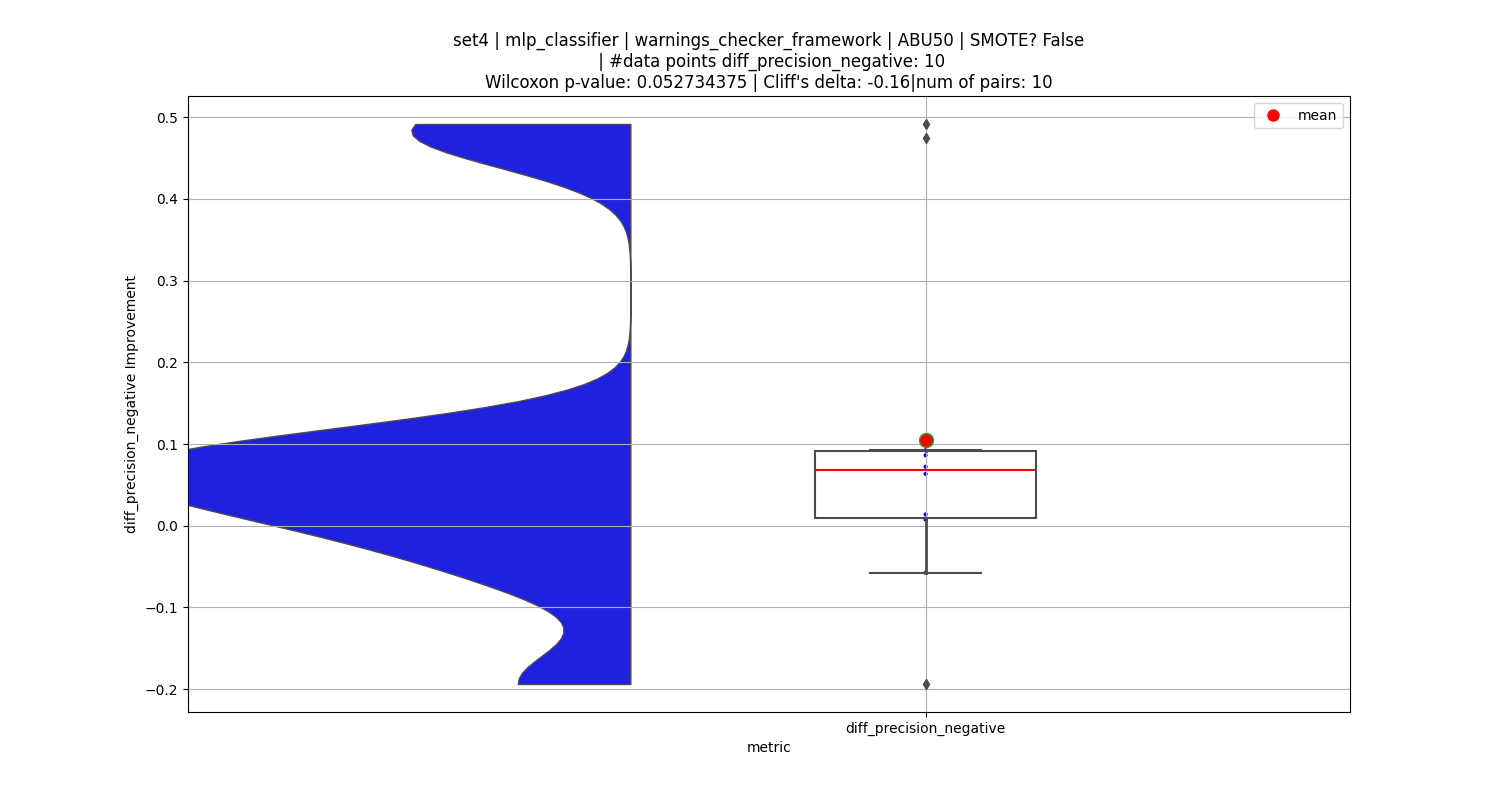 set4 | mlp_classifier | warnings_checker_framework | ABU50 | SMOTE? False
| #data points diff_precision_negative: 10
Wilcoxon p-value: 0.052734375 | Cliff's delta: -0.16|num of pairs: 10
mean
0.5
0.4
0.3
0.2
0.1
0.0
−0.1
−0.2
diff_precision_negative Improvement
diff_precision_negative
metric